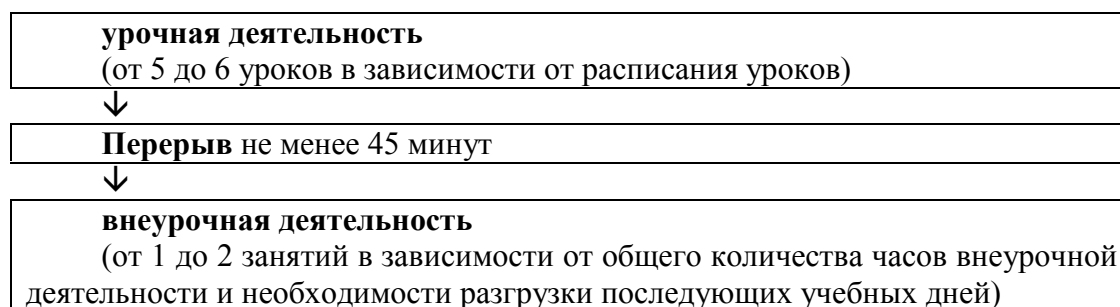 урочная деятельность
(от 5 до 6 уроков в зависимости от расписания уроков)
↓
Перерыв не менее 45 минут
↓
внеурочная деятельность
(от 1 до 2 занятий в зависимости от общего количества часов внеурочной
деятельности и необходимости разгрузки последующих учебных дней)